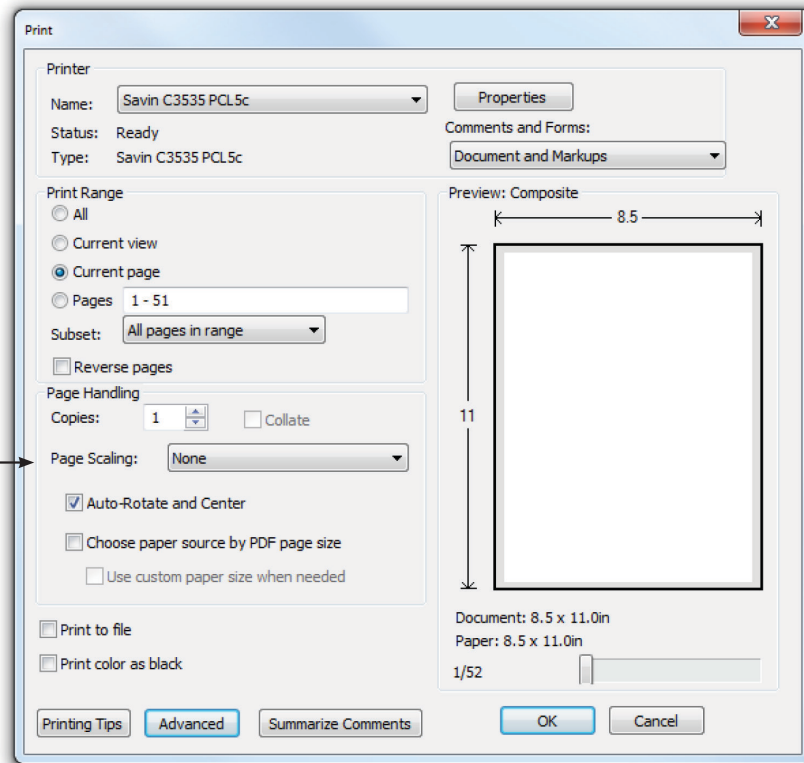 Print
Printer
Name: Savin C3535 PCL5c
Properties
Status: Ready
Comments and Forms:
Type: Savin C3535 PCL5c
Document and Markups
Print Range
All
Current view
Current page
Pages 1 - 51
Subset: All pages in range
Reverse pages
Page Handling
Copies: 1 Collate
Page Scaling: None
Auto-Rotate and Center
Choose paper source by PDF page size
Use custom paper size when needed
Print to file
Print color as black
Preview: Composite
8.5
11
Document: 8.5 x 11.0in
Paper: 8.5 x 11.0in
1/52
Printing Tips Advanced Summarize Comments OK Cancel